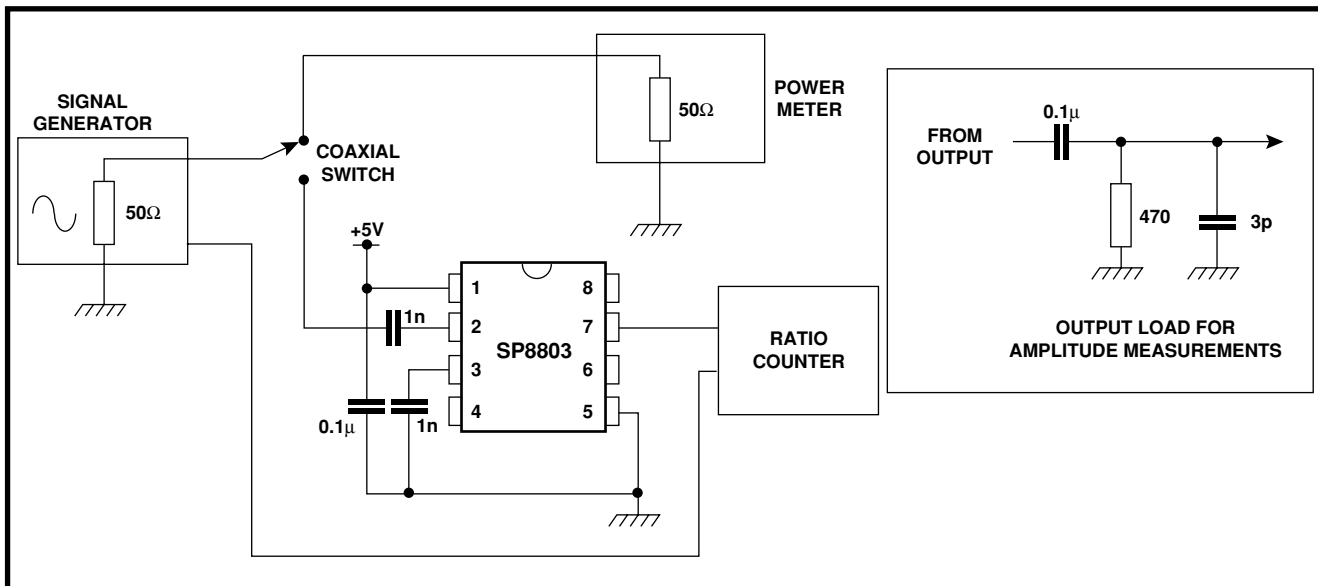 SIGNAL
GENERATOR
50Ω
COAXIAL
SWITCH
50Ω
POWER
METER
+5V
1n
0.1μ
1n
1
2
3
4
SP8803
8
7
6
5
RATIO
COUNTER
FROM
OUTPUT
0.1μ
470
3p
OUTPUT LOAD FOR
AMPLITUDE MEASUREMENTS